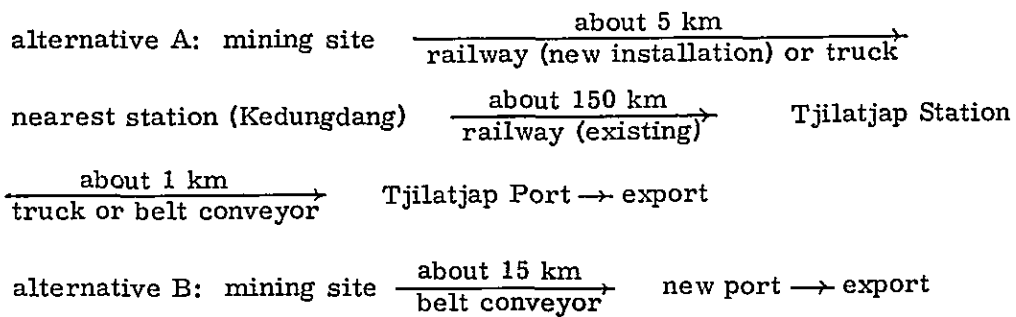 about 5 km
alternative A: mining site ⟶
railway (new installation) or truck
about 150 km
nearest station (Kedungdang) ⟶ Tjilatjap Station
railway (existing)
about 1 km
⟷ Tjilatjap Port → export
truck or belt conveyor
about 15 km
alternative B: mining site ⟶ new port → export
belt conveyor